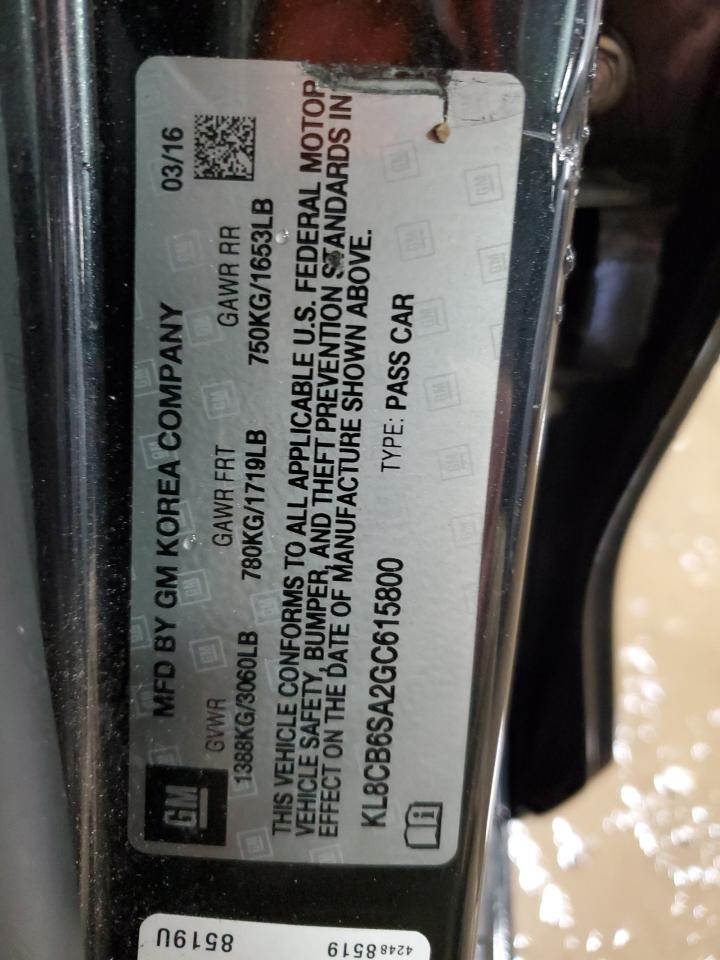 GM
MFD BY GM KOREA COMPANY 03/16
GVWR GAWR FRT GAWR RR
1388KG/3060LB 780KG/1719LB 750KG/1653LB
THIS VEHICLE CONFORMS TO ALL APPLICABLE U.S. FEDERAL MOTOR
VEHICLE SAFETY, BUMPER, AND THEFT PREVENTION STANDARDS IN
EFFECT ON THE DATE OF MANUFACTURE SHOWN ABOVE.
KL8CB6SA2GC615800 TYPE: PASS CAR
42488519
8519U